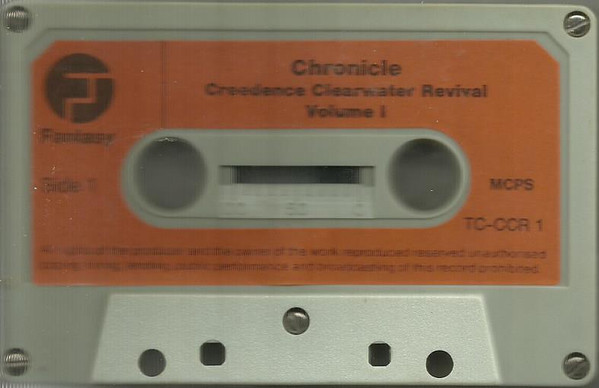 Chronicle
Creedence Clearwater Revival
Volume I
Fantasy
Side 1
MCPS
TC-CCR 1
50
All rights of the producer and the owner of the work reproduced reserved unauthorised
copying, hiring, lending, public performance and broadcasting of this record prohibited.